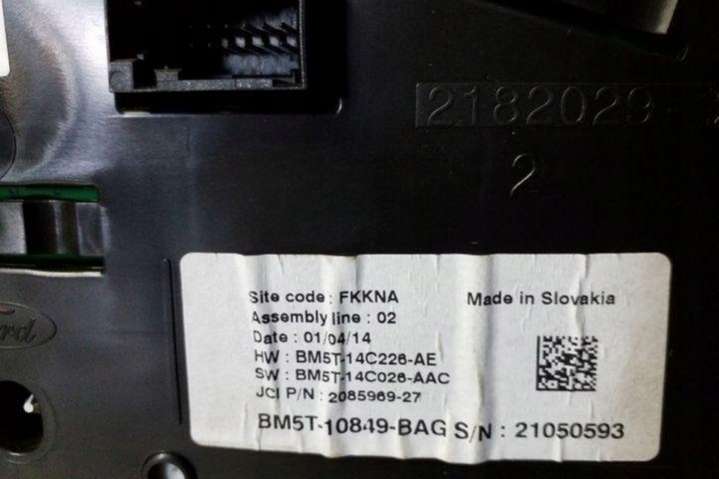 2182029-
2
Ford
Site code : FKKNA
Made in Slovakia
Assembly line : 02
Date : 01/04/14
HW : BM5T-14C226-AE
SW : BM5T-14C026-AAC
JCI P/N : 2085969-27
BM5T-10849-BAG S/N : 21050593